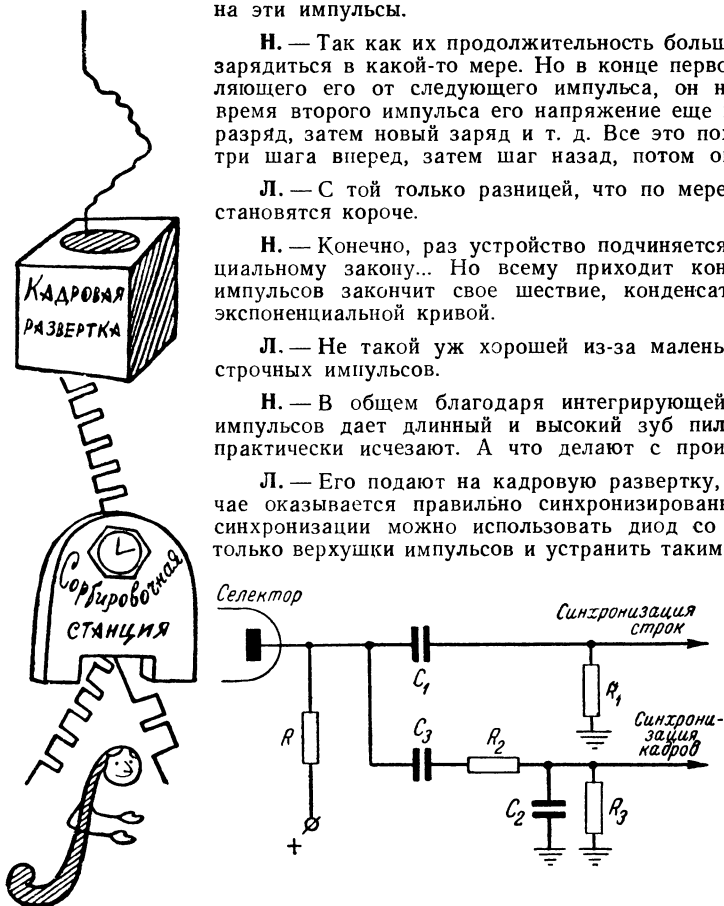 на эти импульсы.
Н. — Так как их продолжительность больш
зарядиться в какой-то мере. Но в конце перво
ляющего его от следующего импульса, он н
время второго импульса его напряжение еще
разряд, затем новый заряд и т. д. Все это по
три шага вперед, затем шаг назад, потом о
Л. — С той только разницей, что по мере
становятся короче.
Н. — Конечно, раз устройство подчиняется
циальному закону... Но всему приходит кон
импульсов закончит свое шествие, конденсат
экспоненциальной кривой.
Л. — Не такой уж хорошей из-за малень
строчных импульсов.
Н. — В общем благодаря интегрирующей
импульсов дает длинный и высокий зуб пил
практически исчезают. А что делают с прои
Л. — Его подают на кадровую развертку,
чае оказывается правильно синхронизирован
синхронизации можно использовать диод со
только верхушки импульсов и устранить таким
КАДРОВАЯ
РАЗВЕРТКА
Сорбировочная
СТАНЦИЯ
Селектор
Синхронизация
строк
C1
R1
R
C3
R2
Синхрони-
зация
кадров
C2
R3
+